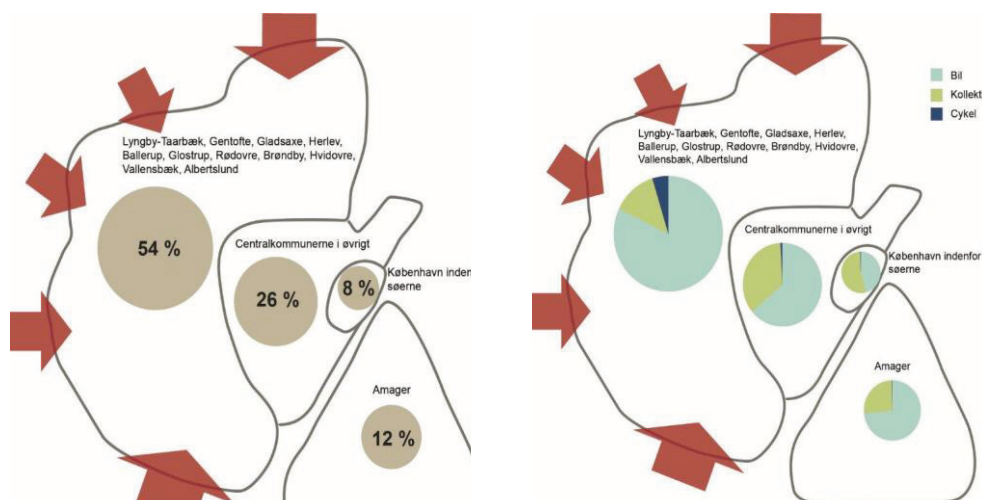 Lyngby-Taarbæk, Gentofte, Gladsaxe, Herlev,
Ballerup, Glostrup, Rødovre, Brøndby, Hvidovre,
Vallensbæk, Albertslund
54 %
Centralkommunerne i øvrigt
26 %
København inden
søerne
8 %
Amager
12 %
Bil
Kollekt
Cykel
Lyngby-Taarbæk, Gentofte, Gladsaxe, Herlev,
Ballerup, Glostrup, Rødovre, Brøndby, Hvidovre,
Vallensbæk, Albertslund
Centralkommunerne i øvrigt
København indenfor
søerne
Amager